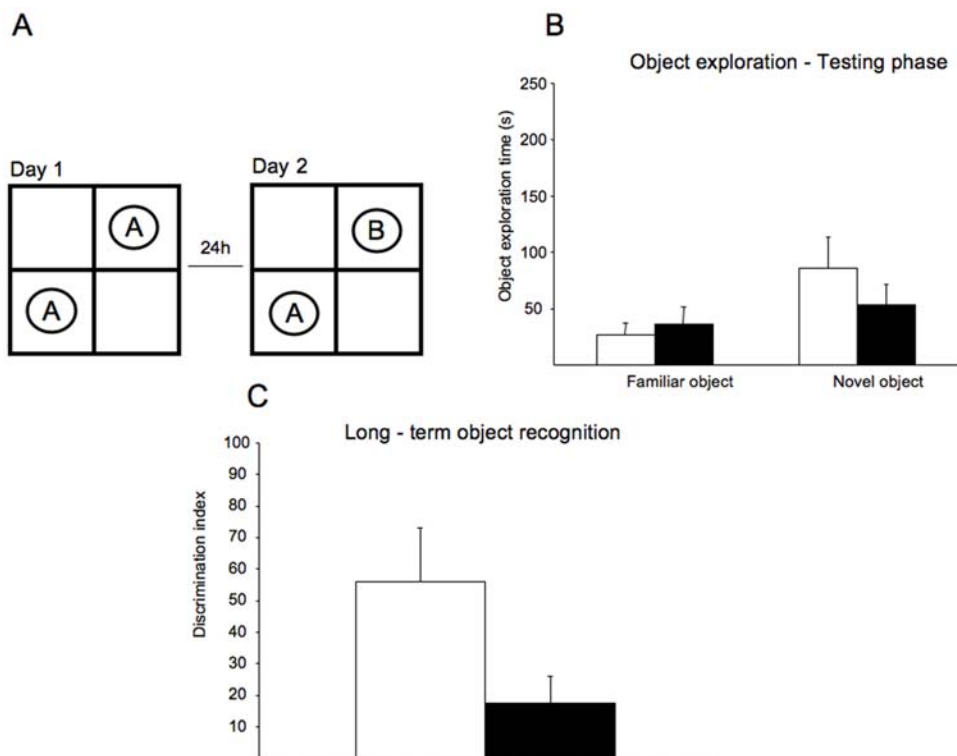 A
Day 1
A
A
24h
Day 2
B
A
B
Object exploration - Testing phase
Object exploration time (s)
250
200
150
100
50
Familiar object
Novel object
C
Long - term object recognition
Discrimination index
100
90
80
70
60
50
40
30
20
10